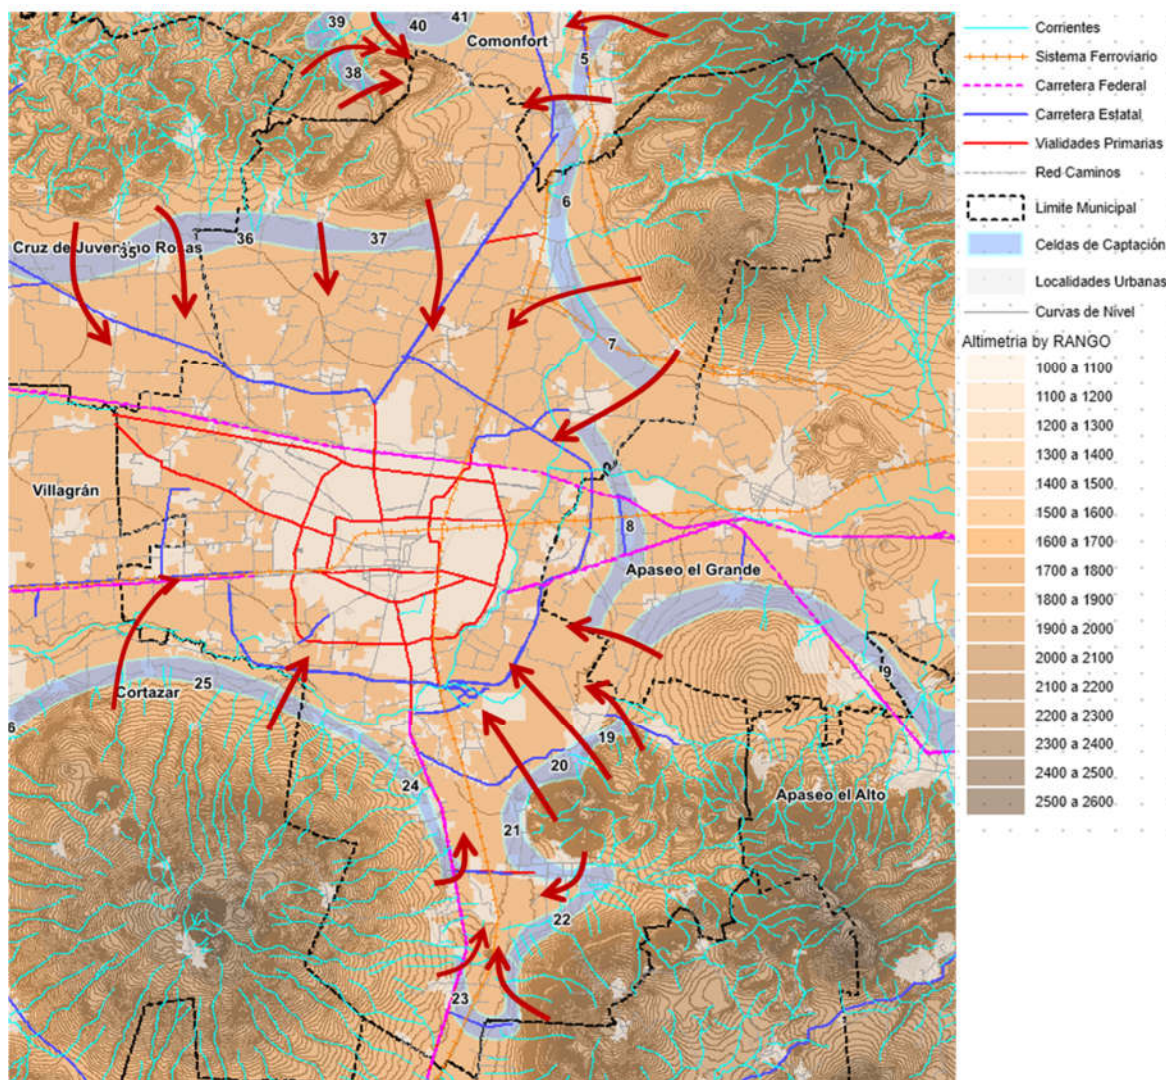 39
40
41
Comonfort
5
38
6
Cruz de Juventino Rosas
35
36
37
7
Villagrán
8
Apaseo el Grande
9
Cortazar
25
6
19
20
24
21
Apaseo el Alto
22
23
Corrientes
Sistema Ferroviario
Carretera Federal
Carretera Estatal
Vialidades Primarias
Red Caminos
Limite Municipal
Celdas de Captación
Localidades Urbanas
Curvas de Nivel
Altimetria by RANGO
1000 a 1100
1100 a 1200
1200 a 1300
1300 a 1400
1400 a 1500
1500 a 1600
1600 a 1700
1700 a 1800
1800 a 1900
1900 a 2000
2000 a 2100
2100 a 2200
2200 a 2300
2300 a 2400
2400 a 2500
2500 a 2600